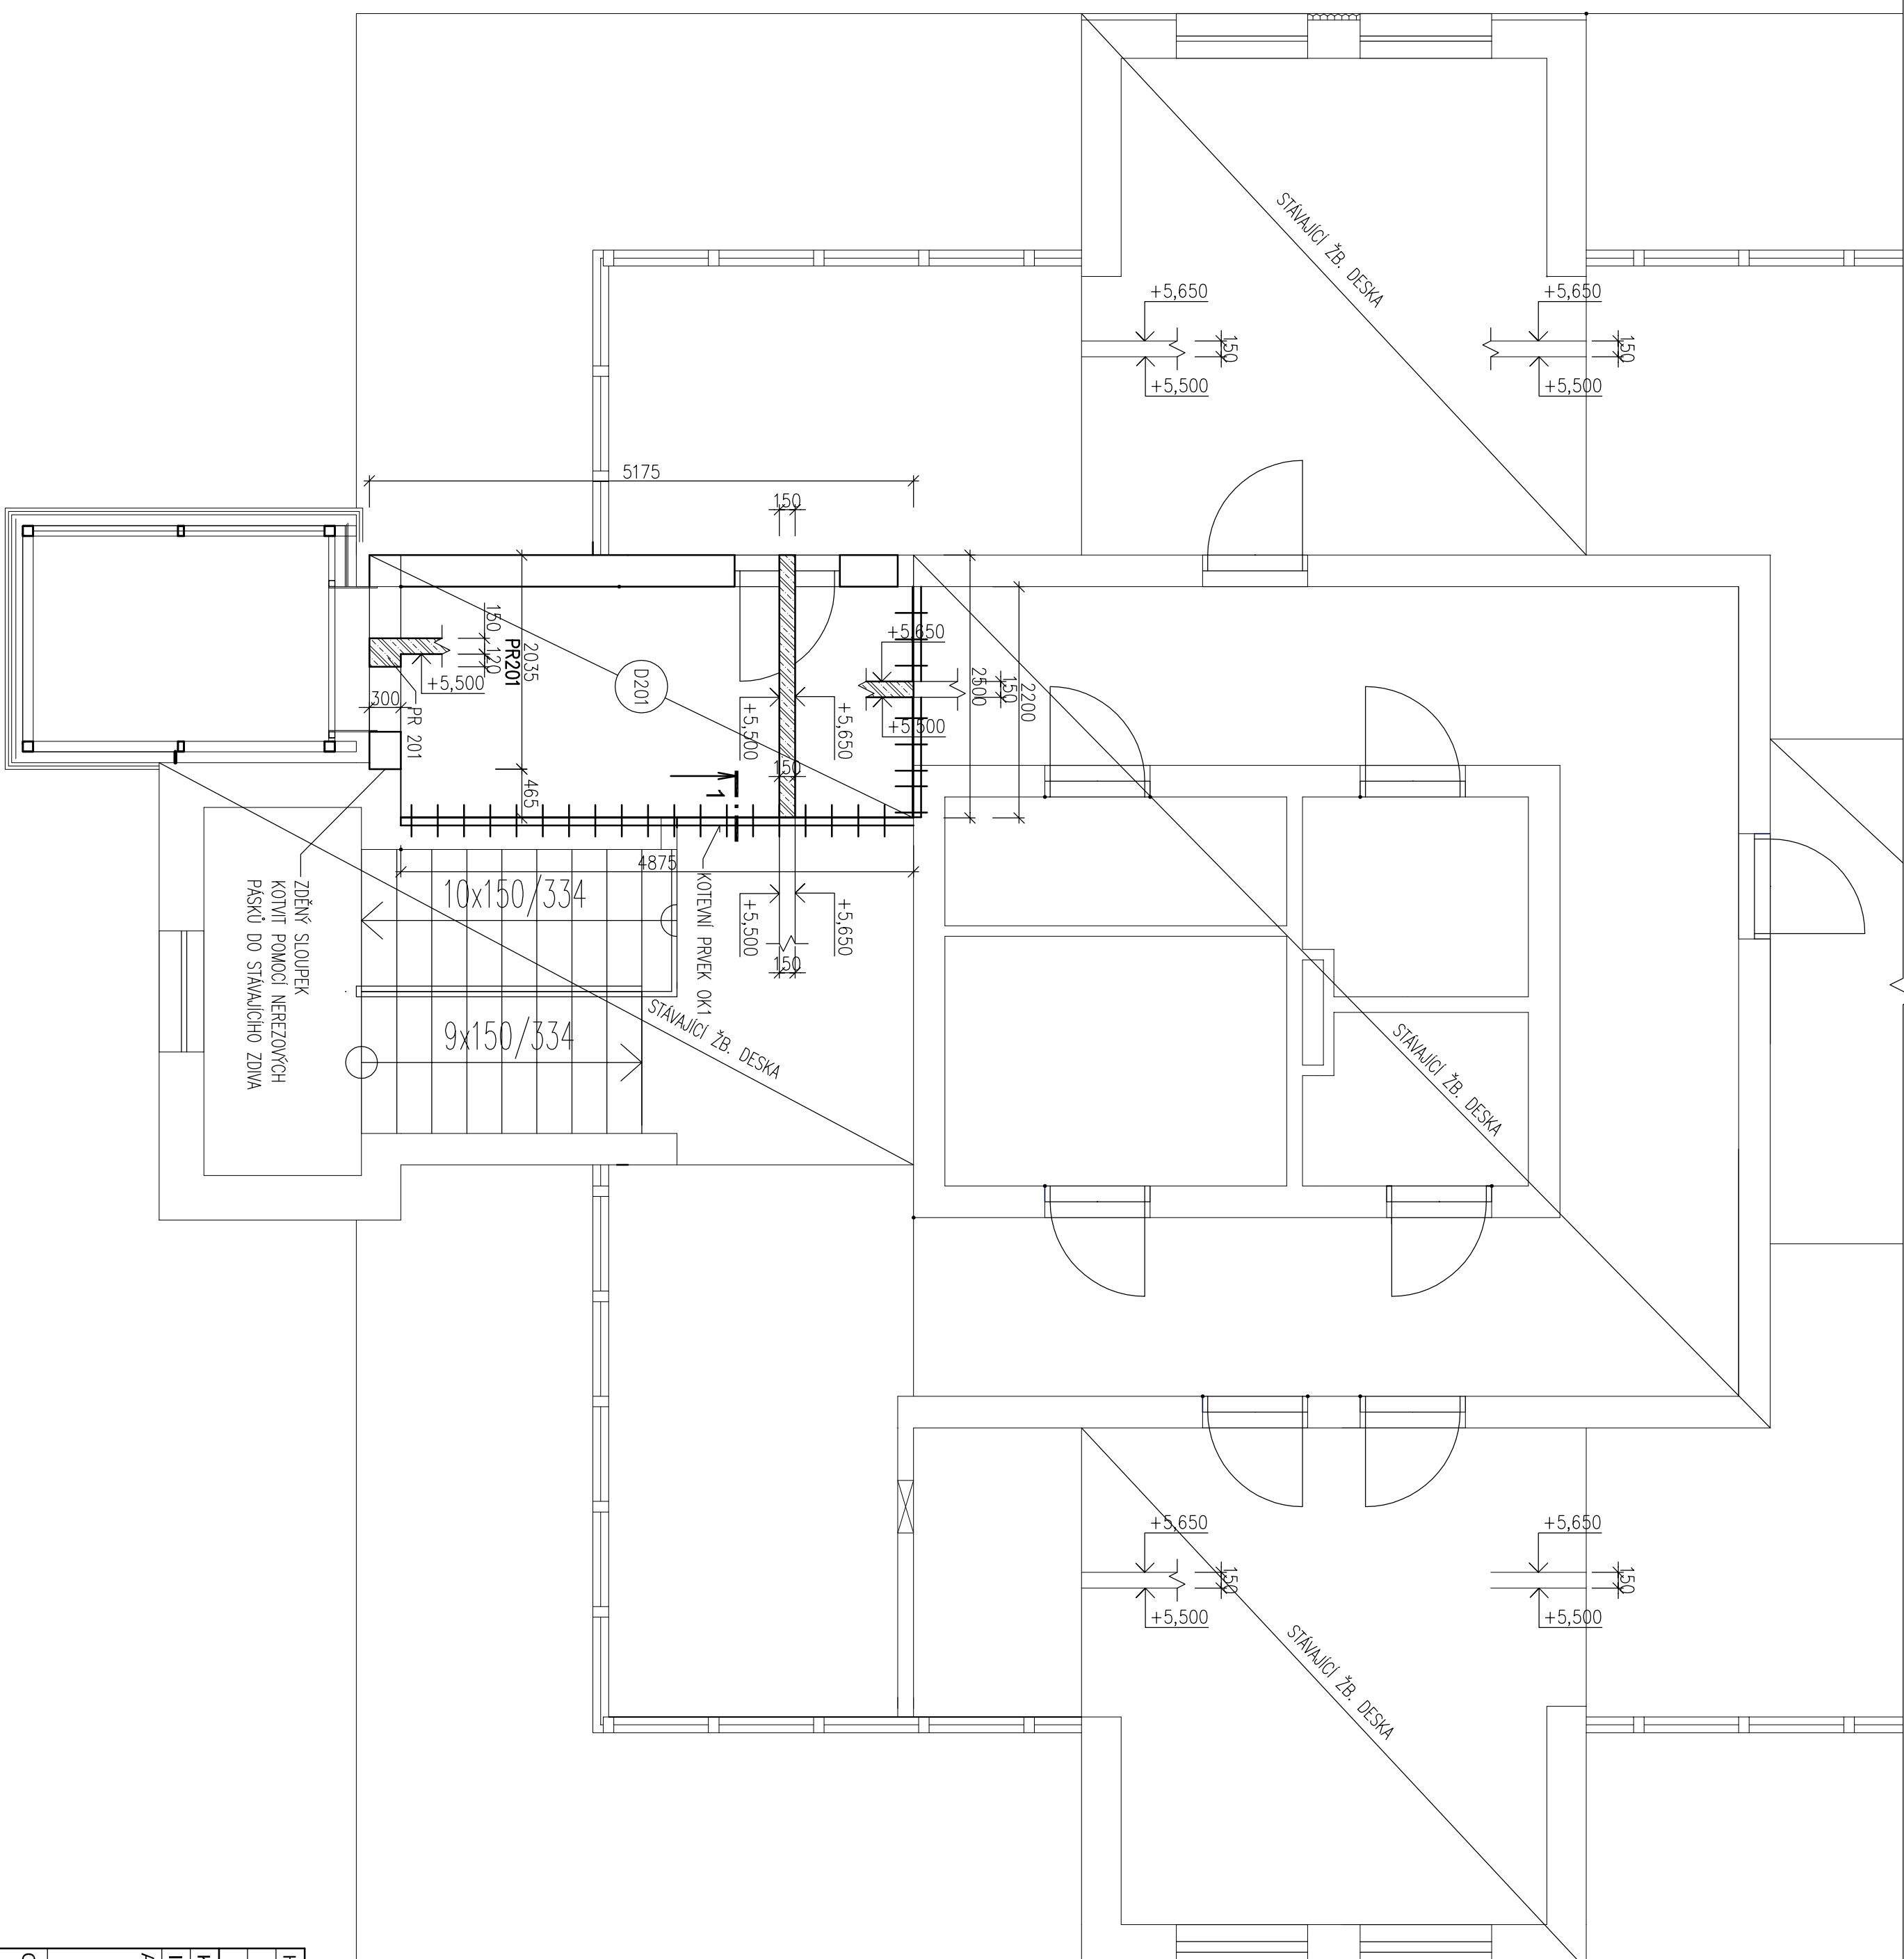 STÁVAJÍCÍ ŽB. DESKA
+5,650
150
+5,500
+5,650
150
+5,500
5175
150
150
120
PR201
2035
+5,500
300
PR 201
D201
+5,650
+5,500
2500
150
2200
+5,500
+5,650
150
1
465
4875
KOTEVNÍ PRVEK OK1
+5,500
+5,650
150
10x150/334
9x150/334
STÁVAJÍCÍ ŽB. DESKA
STÁVAJÍCÍ ŽB. DESKA
ZDĚNÝ SLOUPEK
KOTVIT POMOCÍ NEREZOVÝCH
PÁSKŮ DO STÁVAJÍCÍHO ZDIVA
+5,650
150
+5,500
+5,650
150
+5,500
STÁVAJÍCÍ ŽB. DESKA